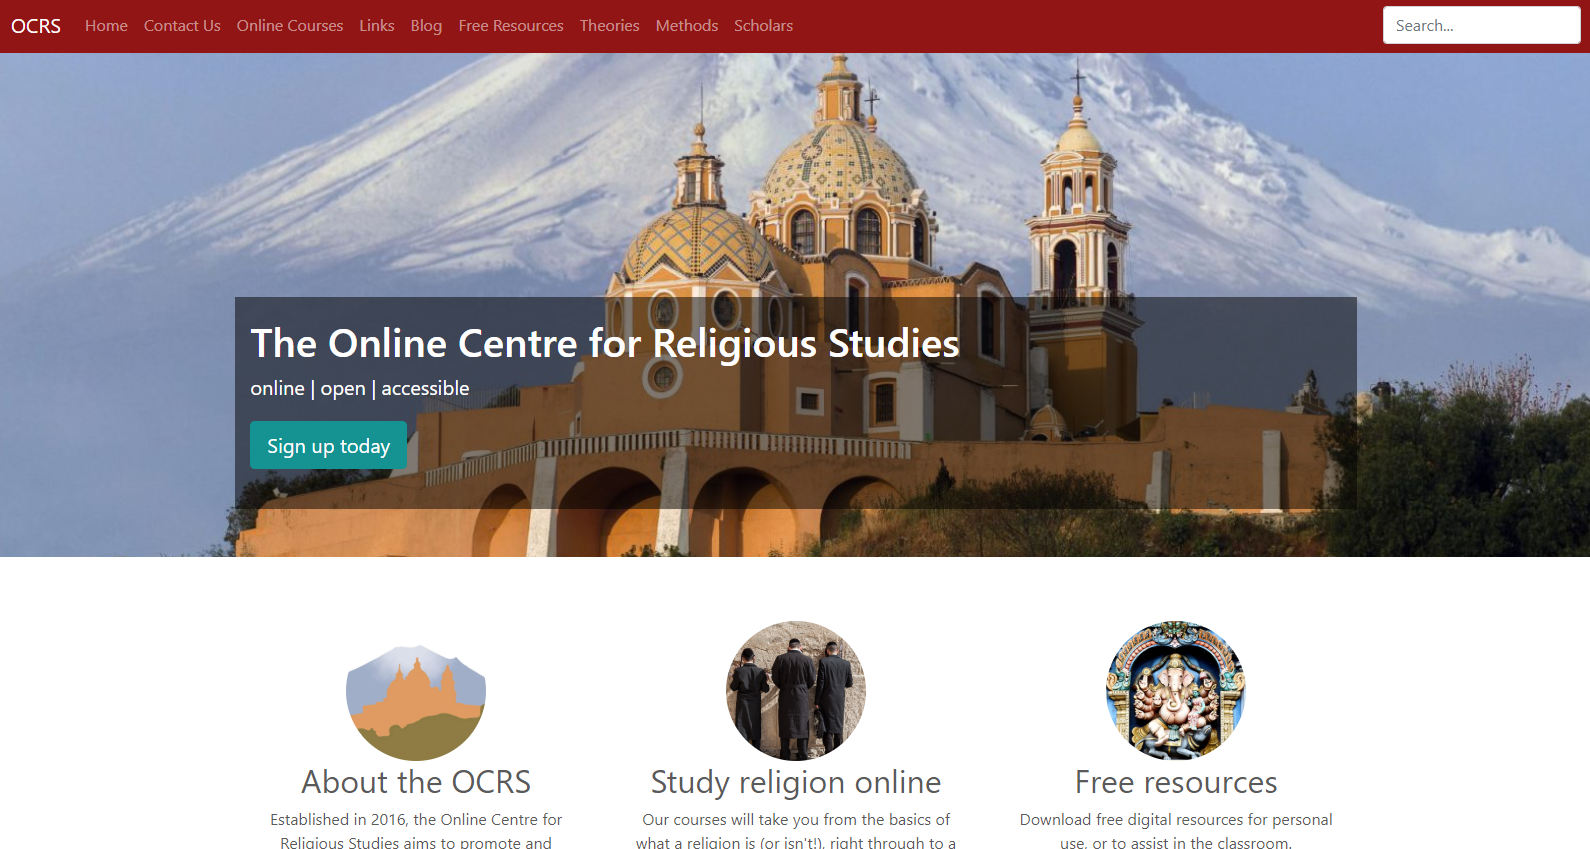 OCRS Home Contact Us Online Courses Links Blog Free Resources Theories Methods Scholars Search...
The Online Centre for Religious Studies
online | open | accessible
Sign up today
About the OCRS
Established in 2016, the Online Centre for
Religious Studies aims to promote and
Study religion online
Our courses will take you from the basics of
what a religion is (or isn't!), right through to a
Free resources
Download free digital resources for personal
use, or to assist in the classroom.